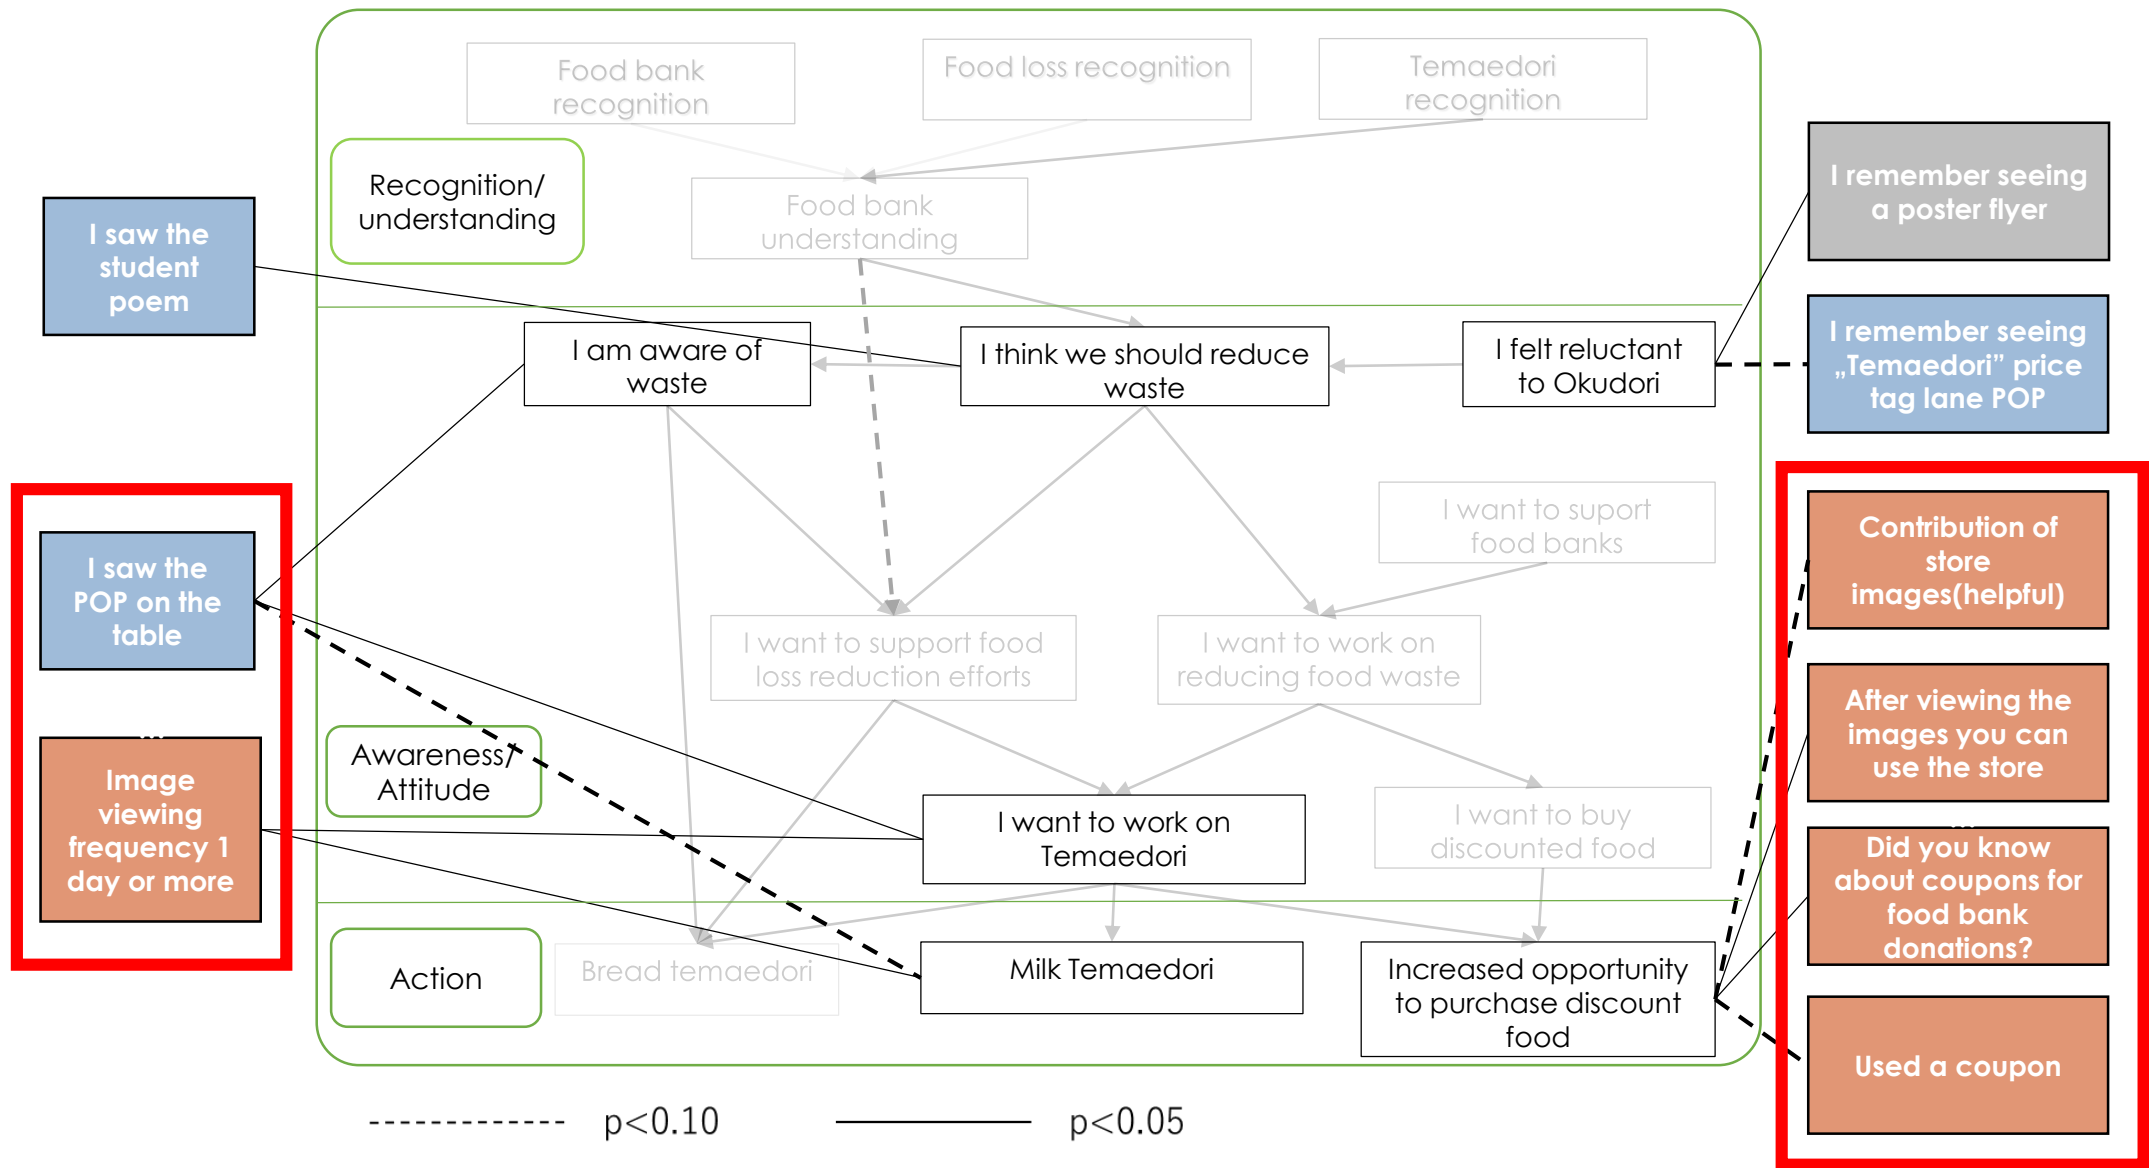 Food bank
recognition
Food loss recognition
Temaedori
recognition
Recognition/
understanding
Food bank
understanding
I saw the
student
poem
I remember seeing
a poster flyer
I remember seeing
„Temaedori” price
tag lane POP
I am aware of
waste
I think we should reduce
waste
I felt reluctant
to Okudori
I want to suport
food banks
I saw the
POP on the
table
I want to support food
loss reduction efforts
I want to work on
reducing food waste
Contribution of
store
images(helpful)
After viewing the
images you can
use the store
Awareness/
Attitude
...
Image
viewing
frequency 1
day or more
I want to work on
Temaedori
I want to buy
discounted food
...
Did you know
about coupons for
food bank
donations?
Action
Bread temaedori
Milk Temaedori
Increased opportunity
to purchase discount
food
Used a coupon
p<0.10
p<0.05